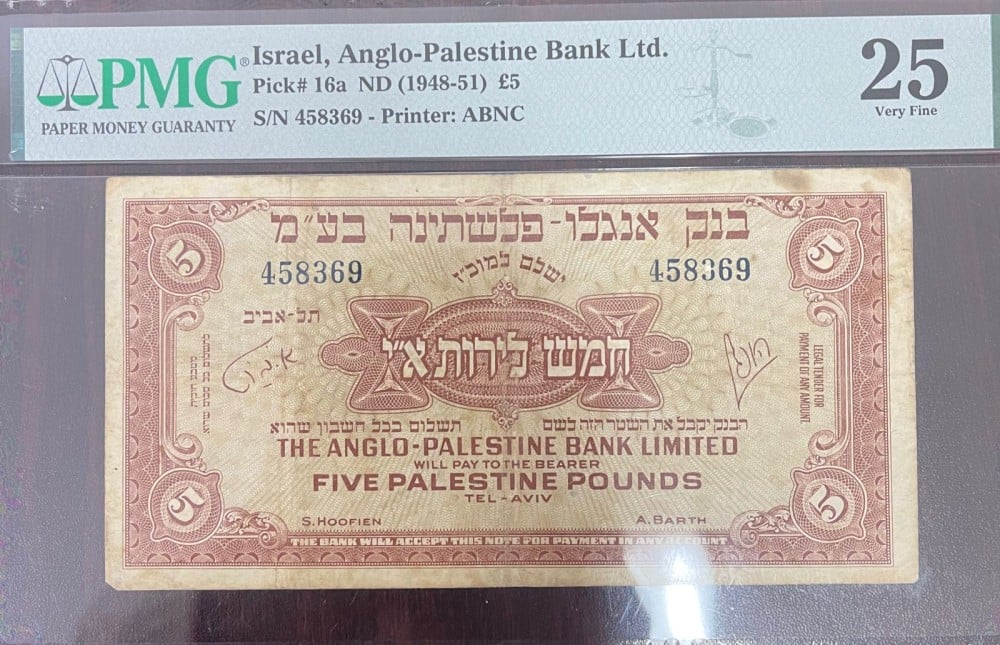 PMG®
PAPER MONEY GUARANTY
Israel, Anglo-Palestine Bank Ltd.
Pick# 16a ND (1948-51) £5
S/N 458369 - Printer: ABNC
25
Very Fine
בנק אנגלו-פלשתינה בע"מ
5
5
458369
458369
ישלם למוכ"ז
תל-אביב
חמש לירות א"י
LEGAL TENDER FOR
PAYMENT OF ANY AMOUNT
הבנק יקבל את השטר הזה לשם
תשלום בכל חשבון שהוא
THE ANGLO-PALESTINE BANK LIMITED
WILL PAY TO THE BEARER
FIVE PALESTINE POUNDS
TEL-AVIV
5
5
S. HOOFIEN
A. BARTH
THE BANK WILL ACCEPT THIS NOTE FOR PAYMENT IN ANY ACCOUNT